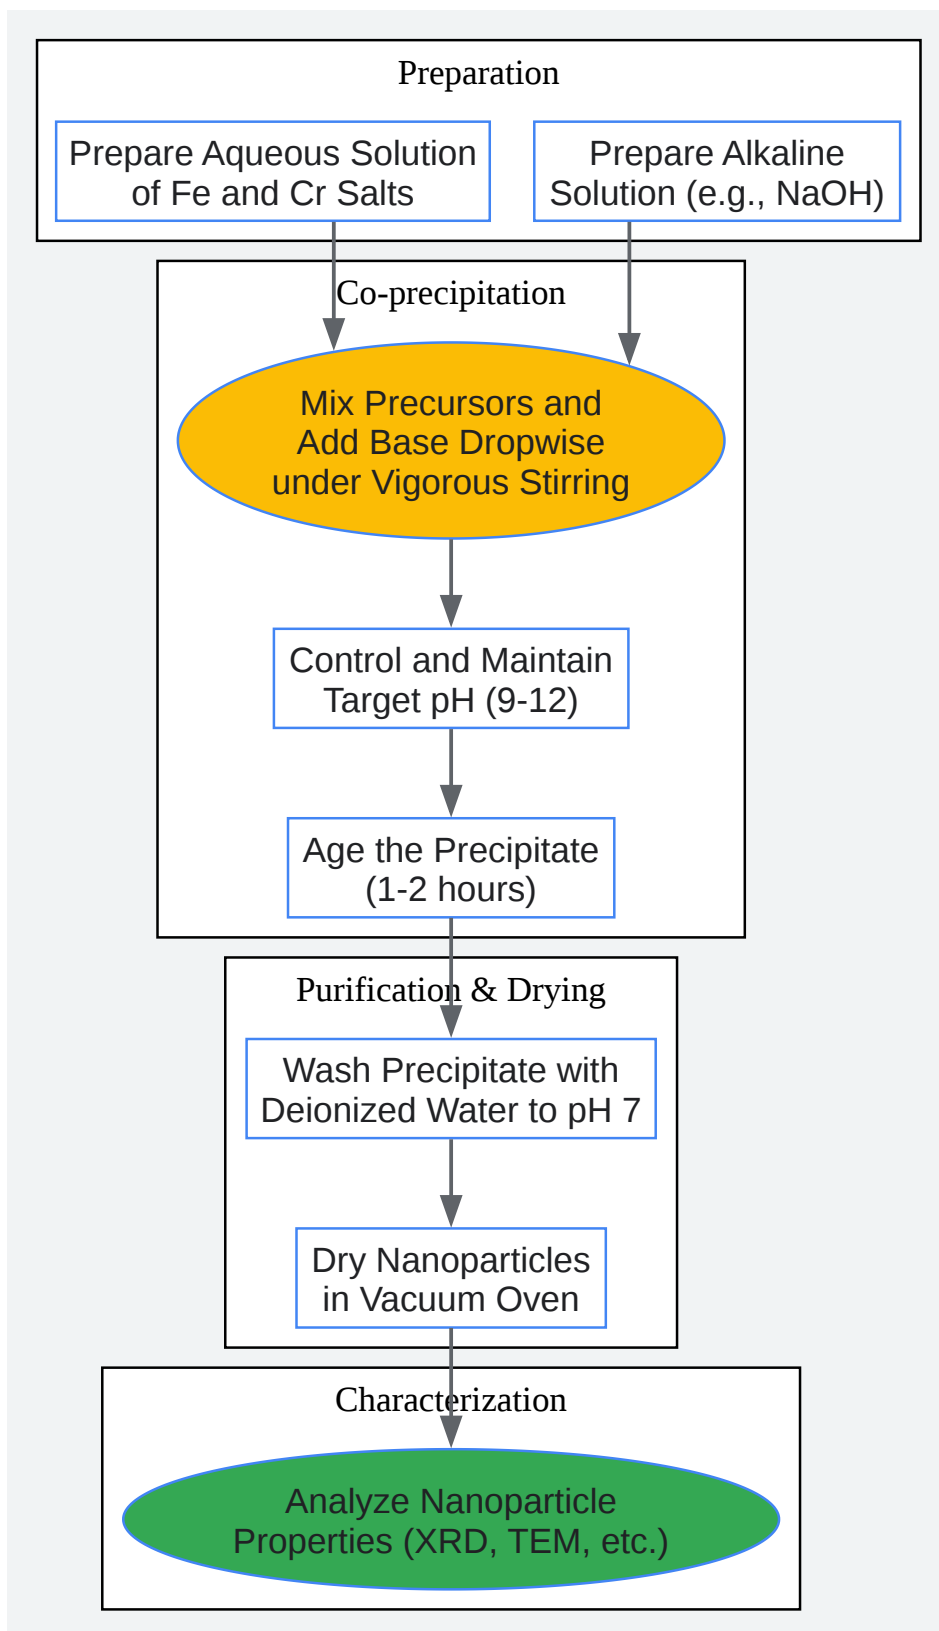 Preparation
Prepare Aqueous Solution
of Fe and Cr Salts
Prepare Alkaline
Solution (e.g., NaOH)
Co-precipitation
Mix Precursors and
Add Base Dropwise
under Vigorous Stirring
Control and Maintain
Target pH (9-12)
Age the Precipitate
(1-2 hours)
Purification & Drying
Wash Precipitate with
Deionized Water to pH 7
Dry Nanoparticles
in Vacuum Oven
Characterization
Analyze Nanoparticle
Properties (XRD, TEM, etc.)